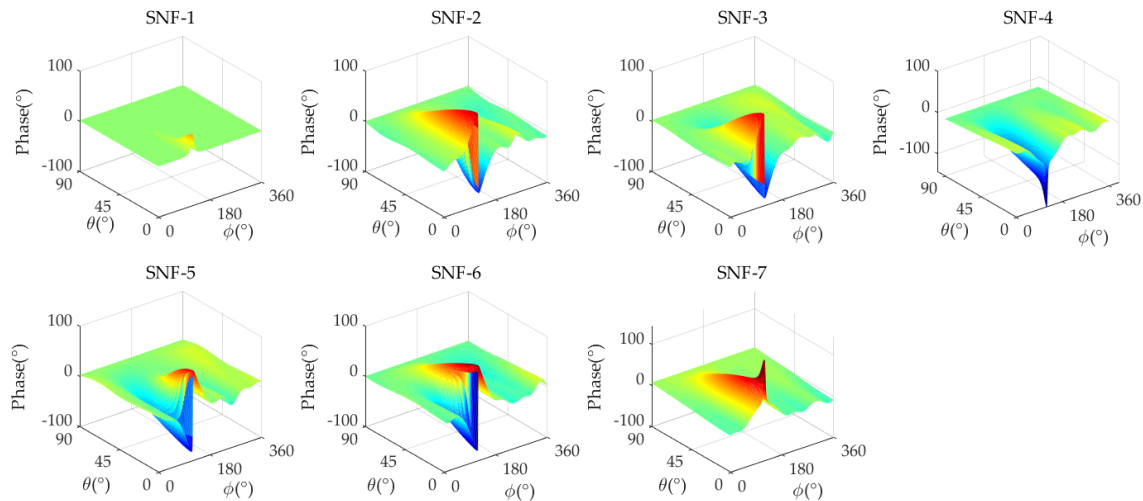 SNF-1 SNF-2 SNF-3 SNF-4
100 100 100 100
Phase(°) 0 Phase(°) 0 Phase(°) 0 Phase(°) 0
-100 -100 -100 -100
90 360 90 360 90 360 90 360
45 180 45 180 45 180 45 180
θ(°) 0 0 ϕ(°) θ(°) 0 0 ϕ(°) θ(°) 0 0 ϕ(°) θ(°) 0 0 ϕ(°)
SNF-5 SNF-6 SNF-7
100 100 100
Phase(°) 0 Phase(°) 0 Phase(°) 0
-100 -100 -100
90 360 90 360 90 360
45 180 45 180 45 180
θ(°) 0 0 ϕ(°) θ(°) 0 0 ϕ(°) θ(°) 0 0 ϕ(°)